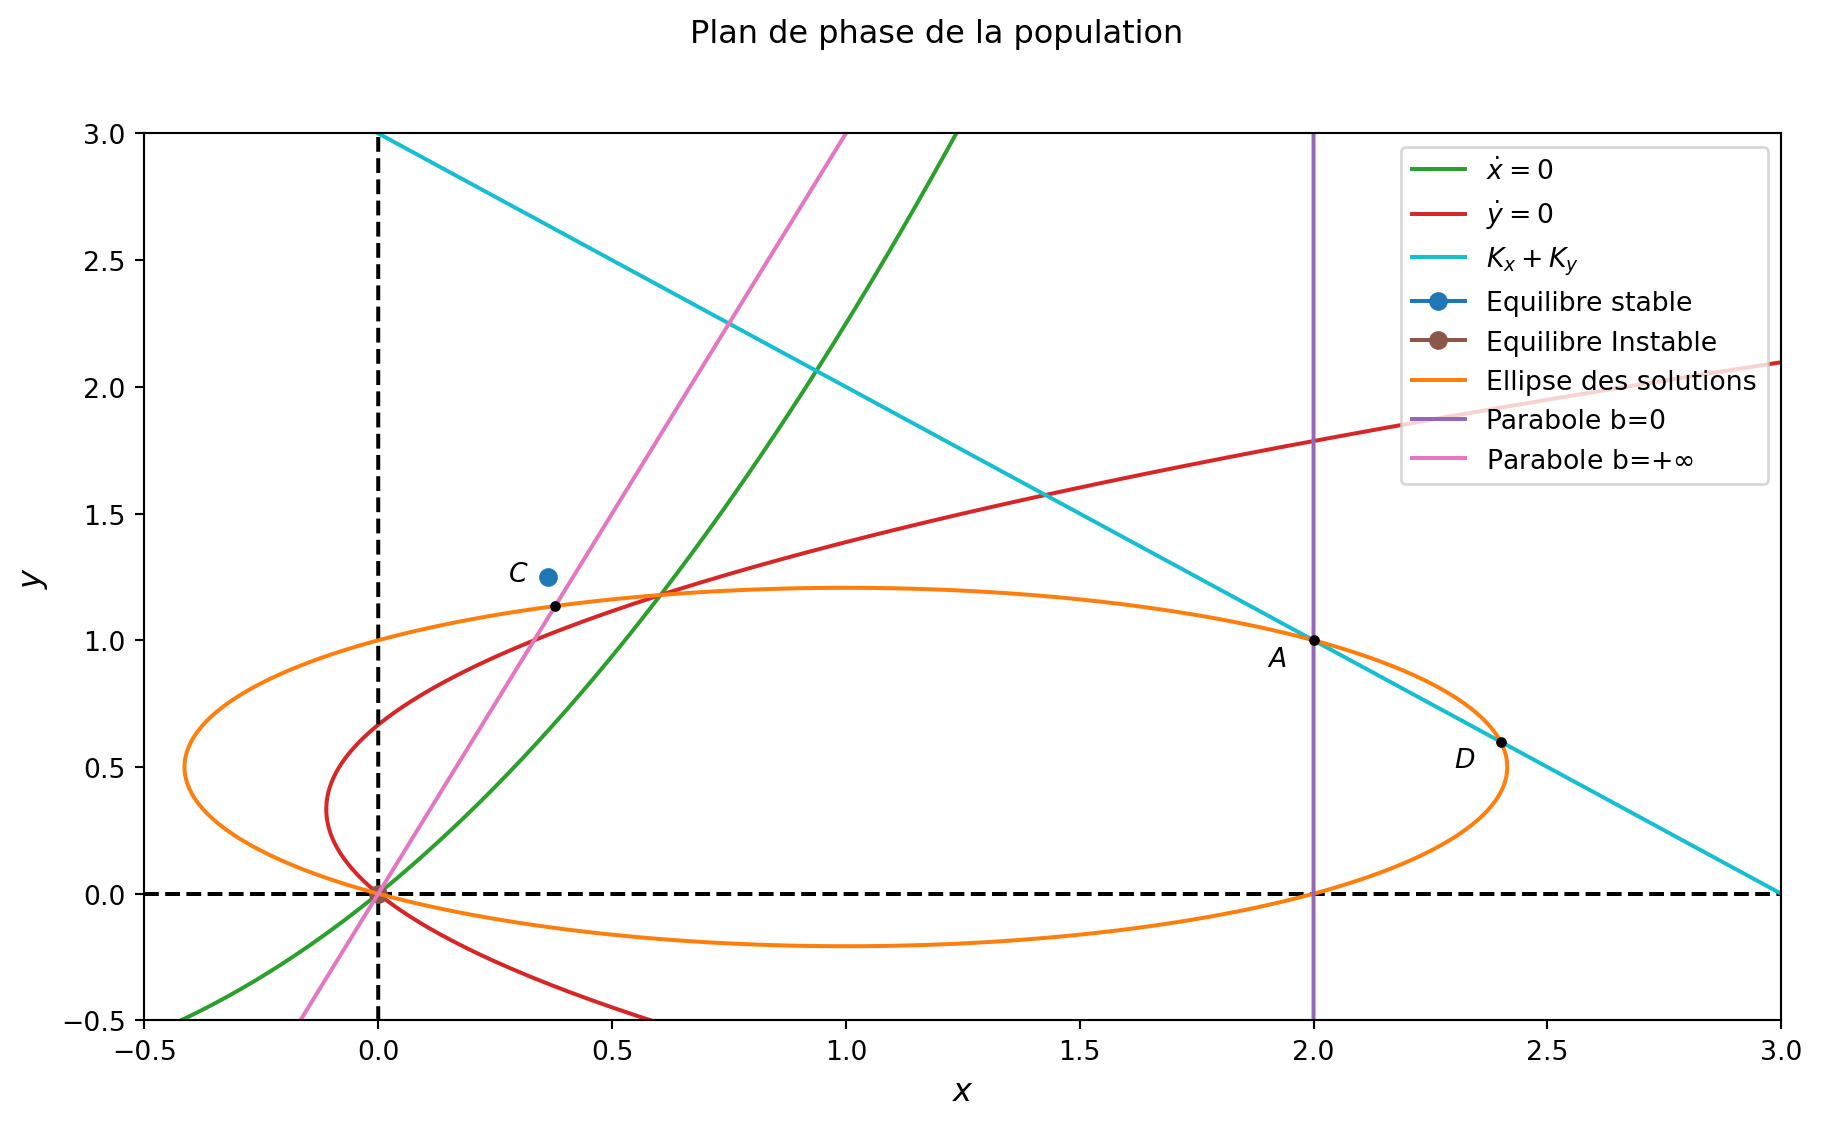 Plan de phase de la population
3.0
2.5
2.0
1.5
1.0
0.5
0.0
−0.5
y
ẋ = 0
ẏ = 0
Kₓ + Kᵧ
Equilibre stable
Equilibre Instable
Ellipse des solutions
Parabole b=0
Parabole b=+∞
C
A
D
−0.5 0.0 0.5 1.0 1.5 2.0 2.5 3.0
x